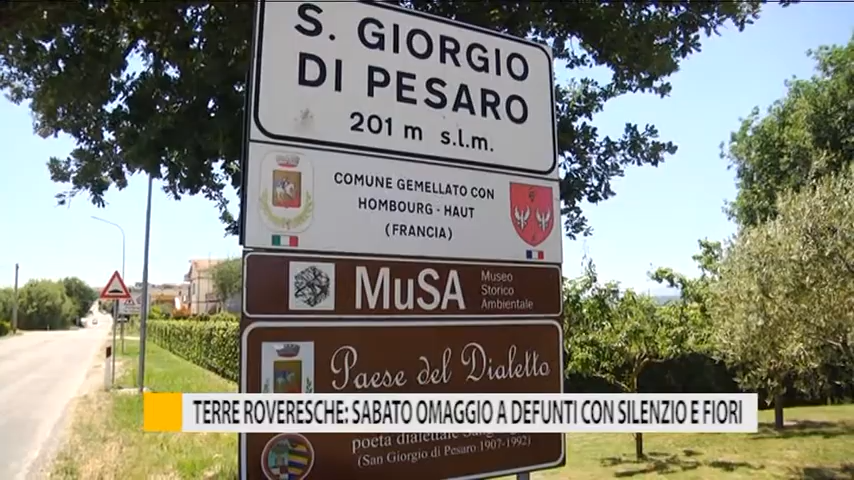 S. GIORGIO
DI PESARO
201 m s.l.m.
COMUNE GEMELLATO CON
HOMBOURG - HAUT
(FRANCIA)
MuSA
Museo
Storico
Ambientale
Paese del Dialetto
TERRE ROVERESCHE: SABATO OMAGGIO A DEFUNTI CON SILENZIO E FIORI
poeta dialettale
(San Giorgio di Pesaro 1907-1992)